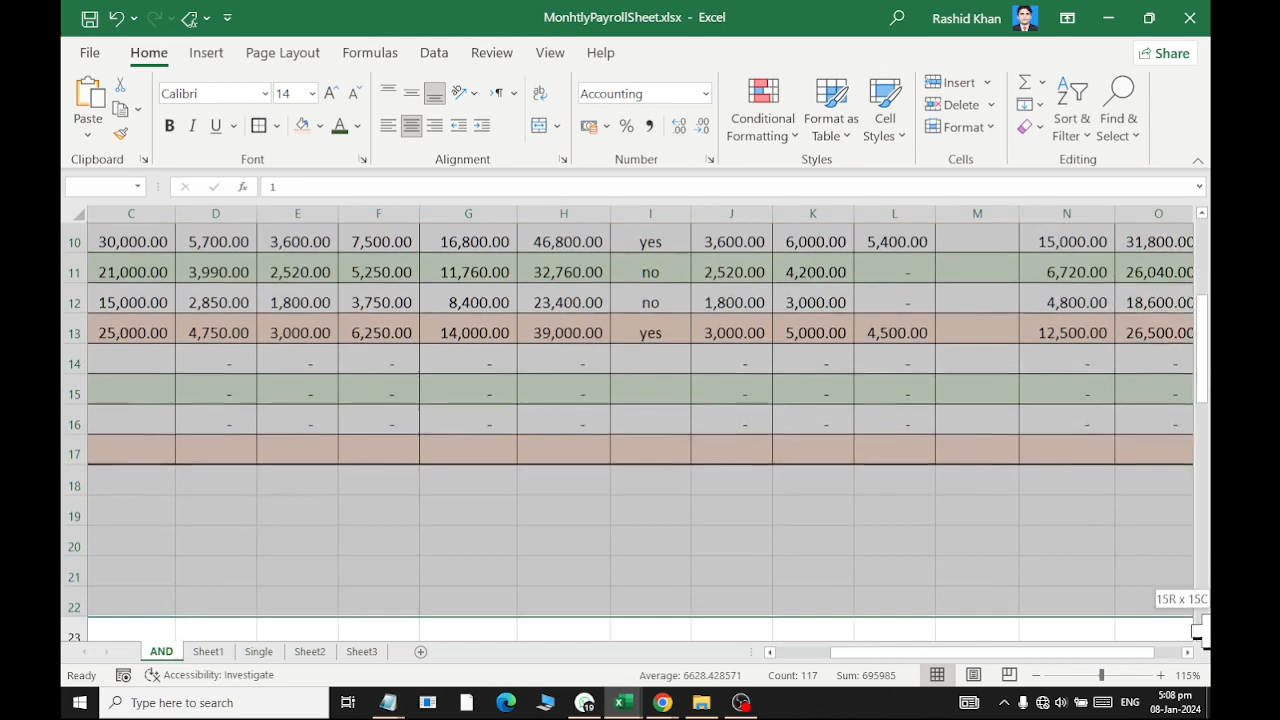 MonhtlyPayrollSheet.xlsx - Excel
Rashid Khan
File Home Insert Page Layout Formulas Data Review View Help
Share
Calibri 14
Accounting
Paste
B I U
% ,
Conditional Formatting
Format as Table
Cell Styles
Insert
Delete
Format
Sort & Filter
Find & Select
Clipboard Font Alignment Number Styles Cells Editing
fx 1
C D E F G H I J K L M N O
10 30,000.00 5,700.00 3,600.00 7,500.00 16,800.00 46,800.00 yes 3,600.00 6,000.00 5,400.00 15,000.00 31,800.00
11 21,000.00 3,990.00 2,520.00 5,250.00 11,760.00 32,760.00 no 2,520.00 4,200.00 - 6,720.00 26,040.00
12 15,000.00 2,850.00 1,800.00 3,750.00 8,400.00 23,400.00 no 1,800.00 3,000.00 - 4,800.00 18,600.00
13 25,000.00 4,750.00 3,000.00 6,250.00 14,000.00 39,000.00 yes 3,000.00 5,000.00 4,500.00 12,500.00 26,500.00
14 - - - - - - - - - -
15 - - - - - - - - - -
16 - - - - - - - - - -
17
18
19
20
21
22
15R x 15C
23
AND Sheet1 Single Sheet2 Sheet3
Ready Accessibility: Investigate Average: 6628.428571 Count: 117 Sum: 695985 115%
Type here to search
ENG
5:08 pm
08-Jan-2024